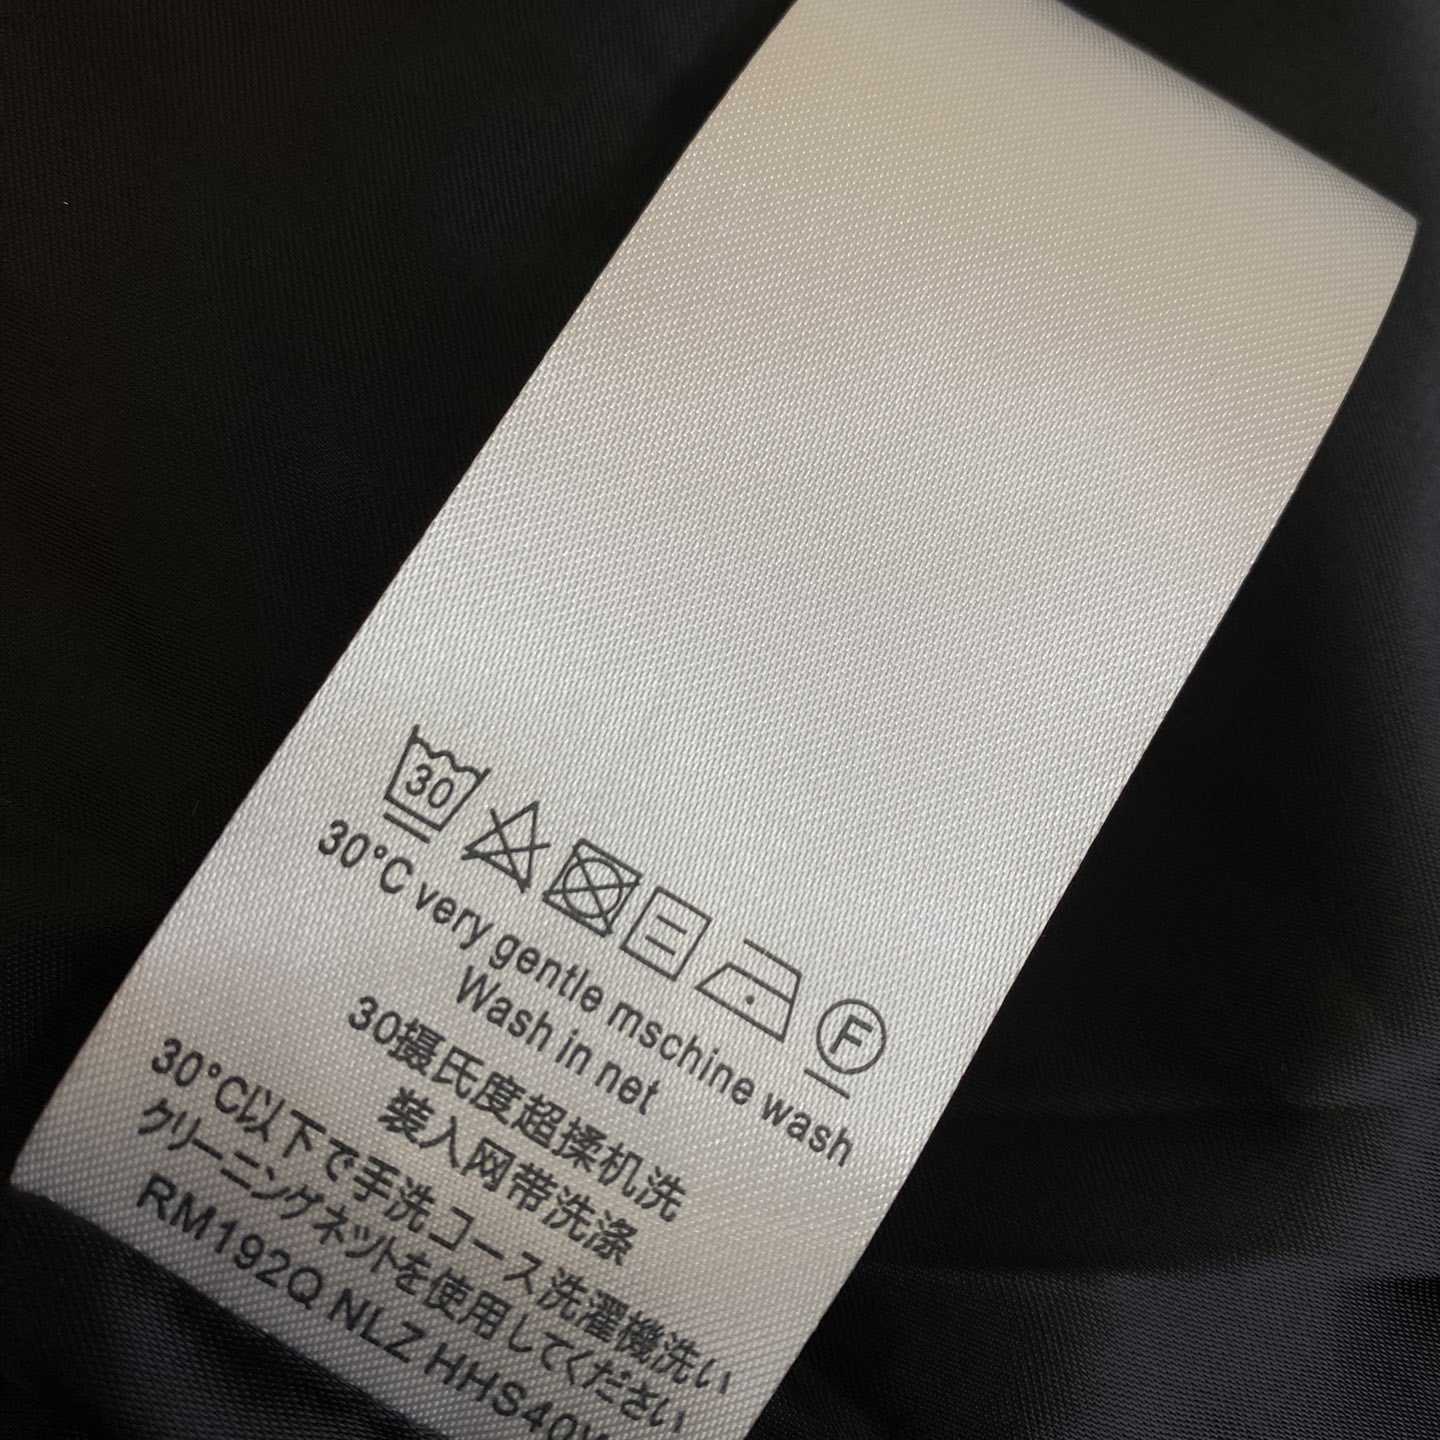 30
F
30°C very gentle mschine wash
Wash in net
30摄氏度超揉机洗
装入网带洗涤
30°C以下で手洗コース洗濯機洗い
クリーニンゲネットを使用してください
RM192Q NLZ HHS40